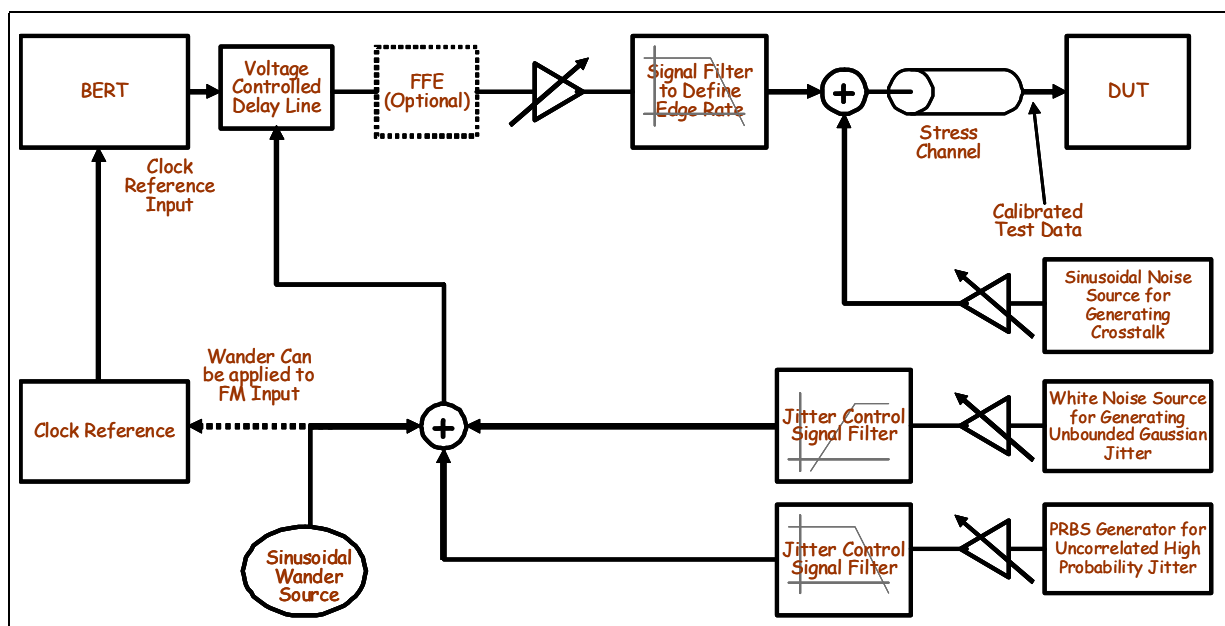 BERT
Voltage
Controlled
Delay Line
FFE
(Optional)
Signal Filter
to Define
Edge Rate
+
DUT
Stress
Channel
Clock
Reference
Input
Calibrated
Test Data
Sinusoidal Noise
Source for
Generating
Crosstalk
Wander Can
be applied to
FM Input
Clock Reference
+
Jitter Control
Signal Filter
White Noise Source
for Generating
Unbounded Gaussian
Jitter
Sinusoidal
Wander
Source
Jitter Control
Signal Filter
PRBS Generator for
Uncorrelated High
Probability Jitter